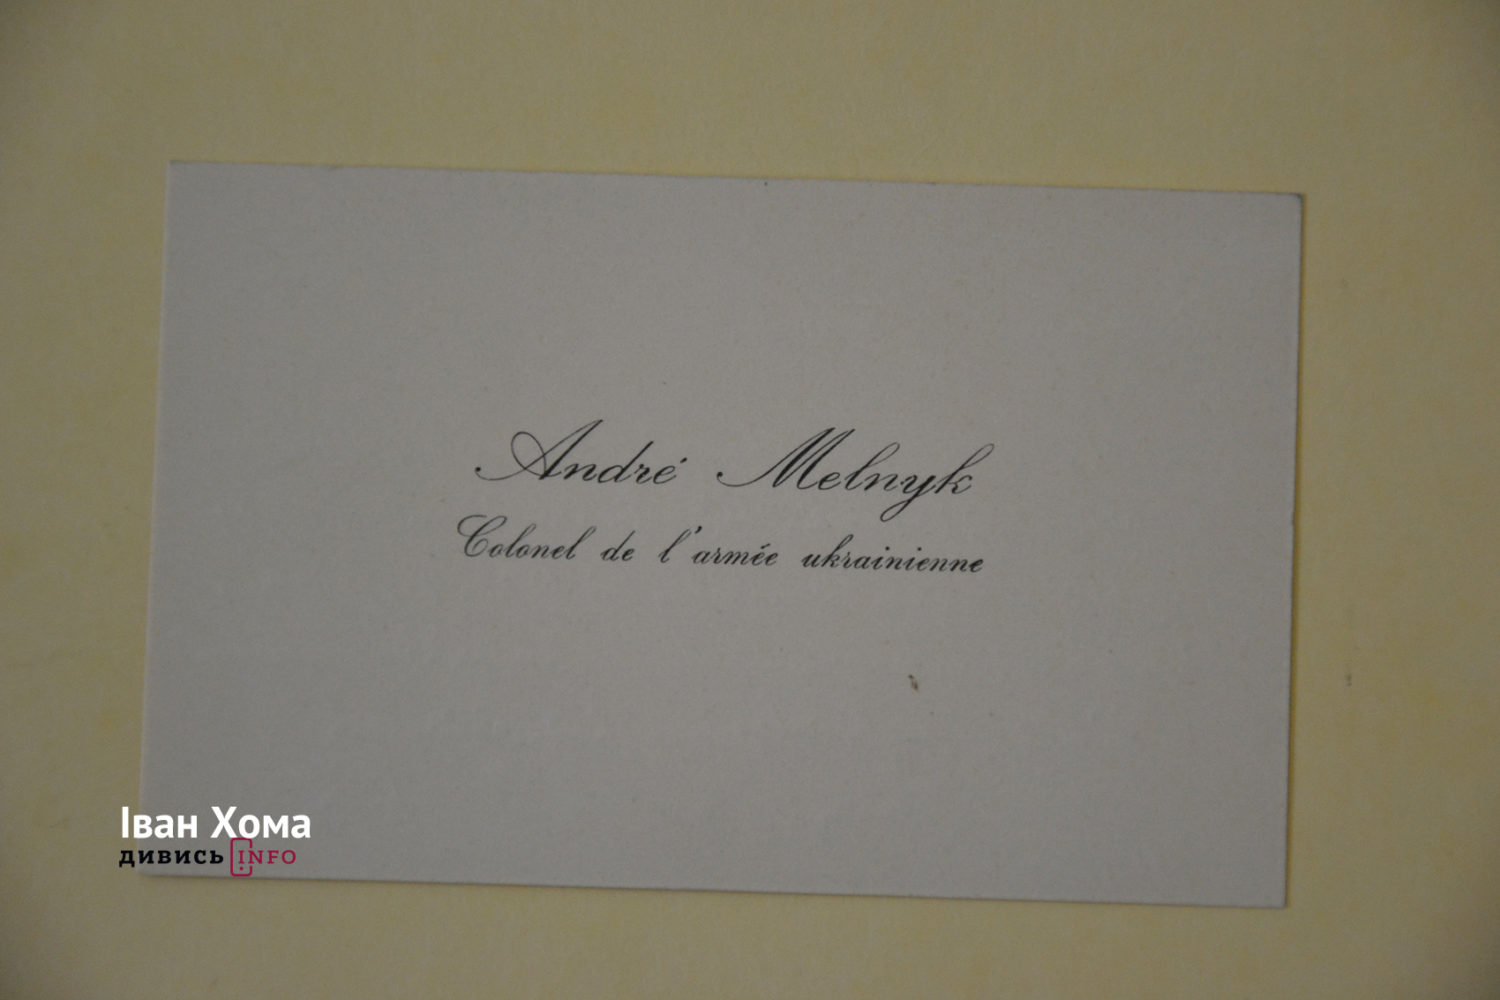 André Melnyk
Colonel de l'armée ukrainienne
Іван Хома
дивись INFO